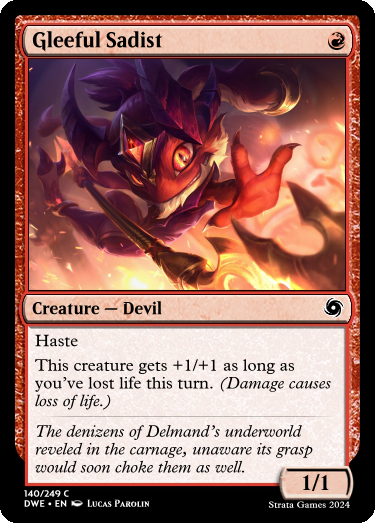 Gleeful Sadist
Creature — Devil
Haste
This creature gets +1/+1 as long as
you've lost life this turn. (Damage causes
loss of life.)
The denizens of Delmand's underworld
reveled in the carnage, unaware its grasp
would soon choke them as well.
1/1
140/249 C
DWE • EN Lucas Parolin
Strata Games 2024